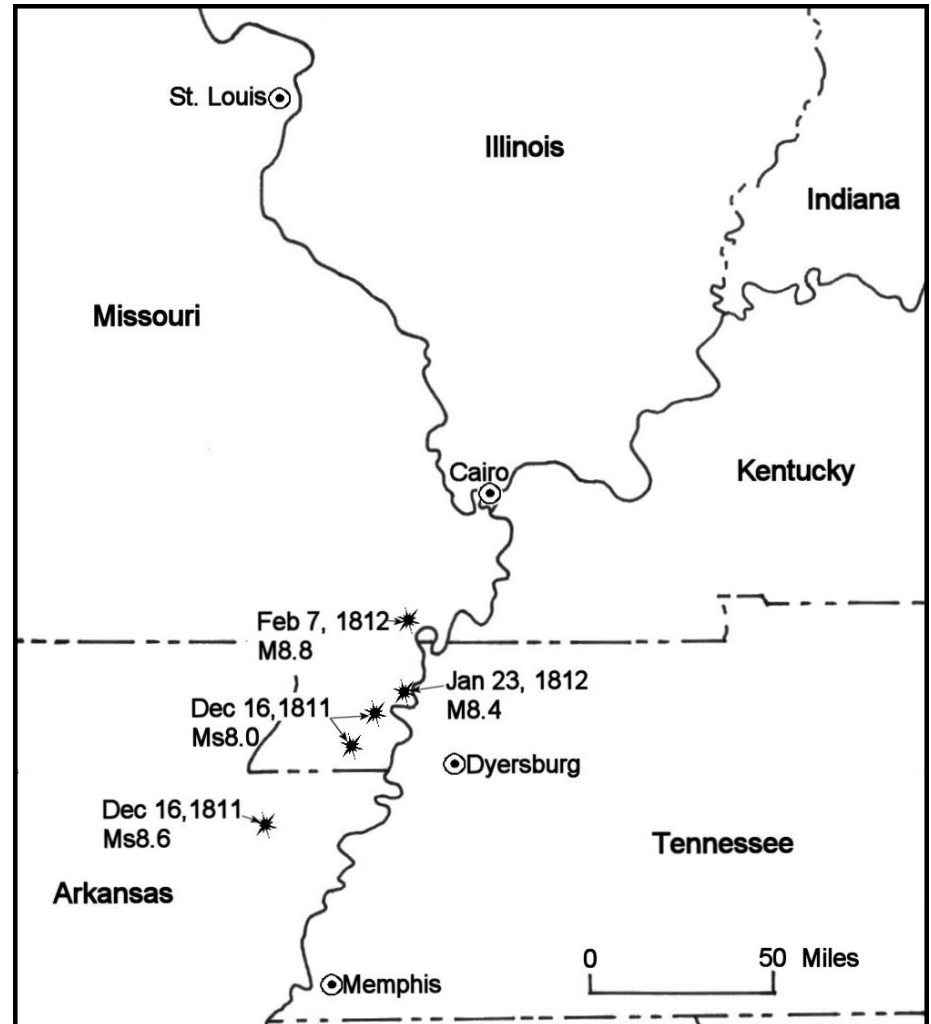 St. Louis
Illinois
Indiana
Missouri
Cairo
Kentucky
Feb 7, 1812
M8.8
Jan 23, 1812
M8.4
Dec 16,1811
Ms8.0
Dyersburg
Dec 16,1811
Ms8.6
Tennessee
Arkansas
0 50 Miles
Memphis